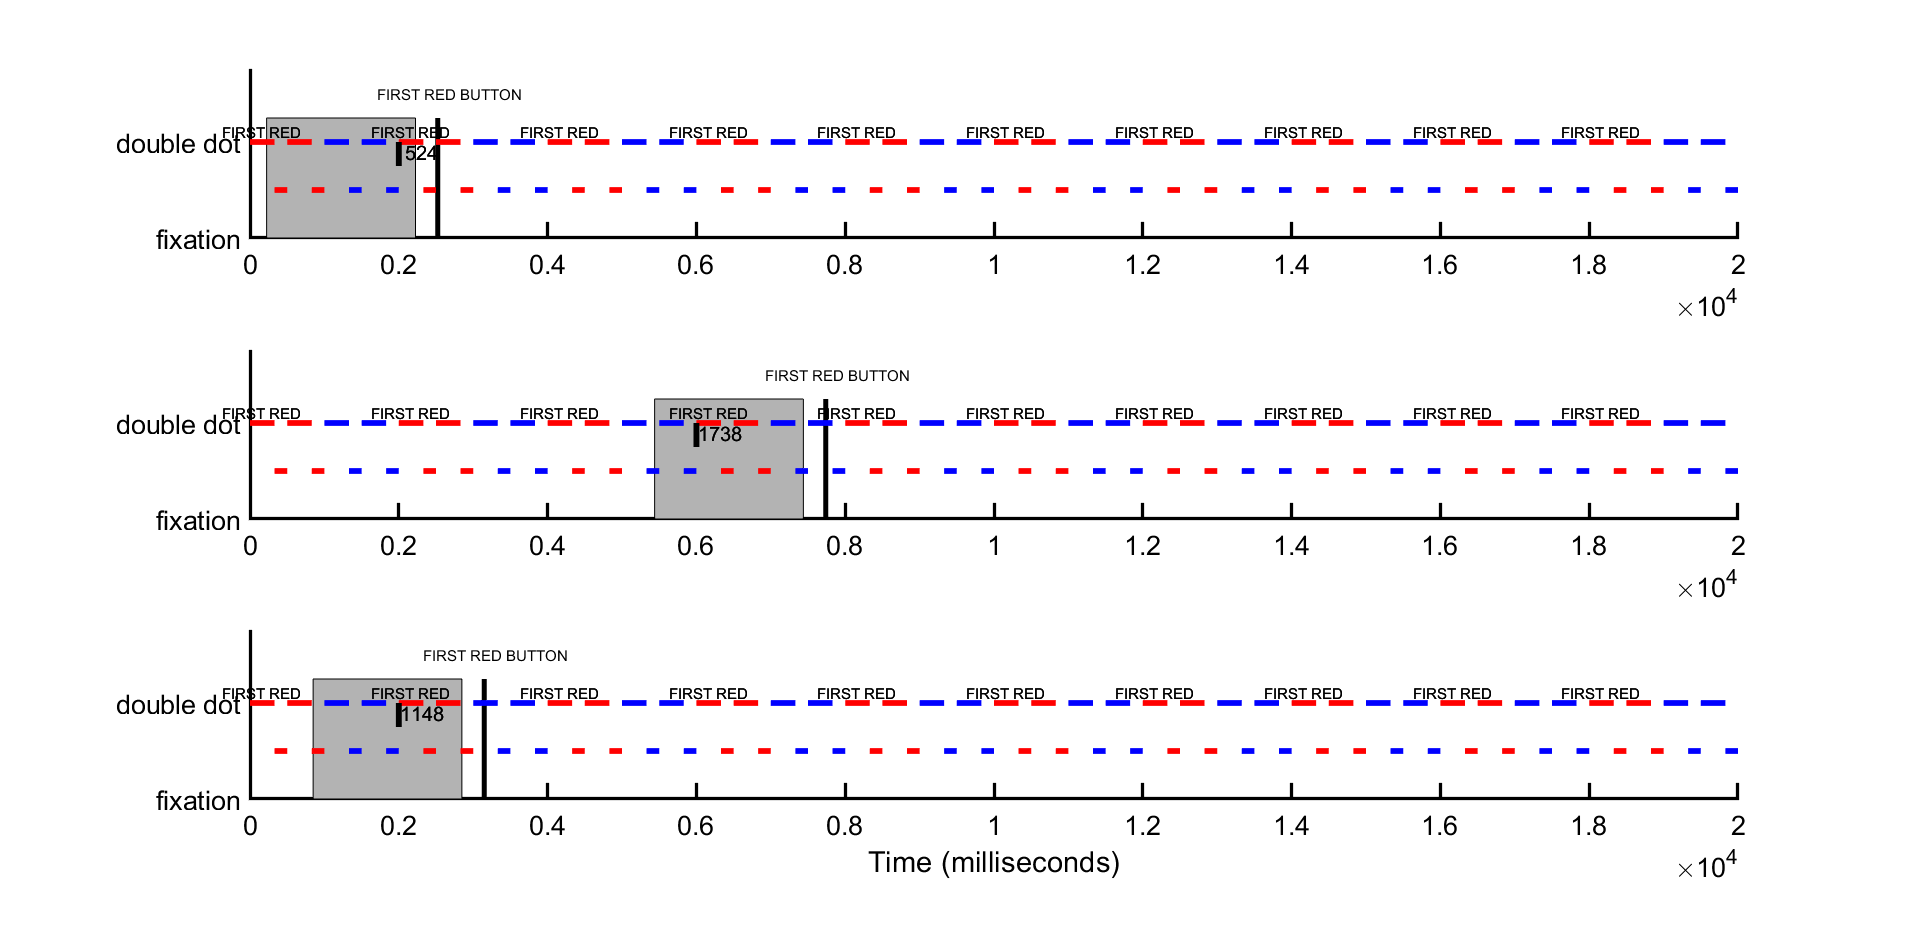 FIRST RED BUTTON
FIRST RED FIRST RED FIRST RED FIRST RED FIRST RED FIRST RED FIRST RED FIRST RED FIRST RED FIRST RED
double dot
524
fixation
0 0.2 0.4 0.6 0.8 1 1.2 1.4 1.6 1.8 2
×10⁴
FIRST RED BUTTON
FIRST RED FIRST RED FIRST RED FIRST RED FIRST RED FIRST RED FIRST RED FIRST RED FIRST RED FIRST RED
double dot
1738
fixation
0 0.2 0.4 0.6 0.8 1 1.2 1.4 1.6 1.8 2
×10⁴
FIRST RED BUTTON
FIRST RED FIRST RED FIRST RED FIRST RED FIRST RED FIRST RED FIRST RED FIRST RED FIRST RED FIRST RED
double dot
1148
fixation
0 0.2 0.4 0.6 0.8 1 1.2 1.4 1.6 1.8 2
Time (milliseconds)
×10⁴